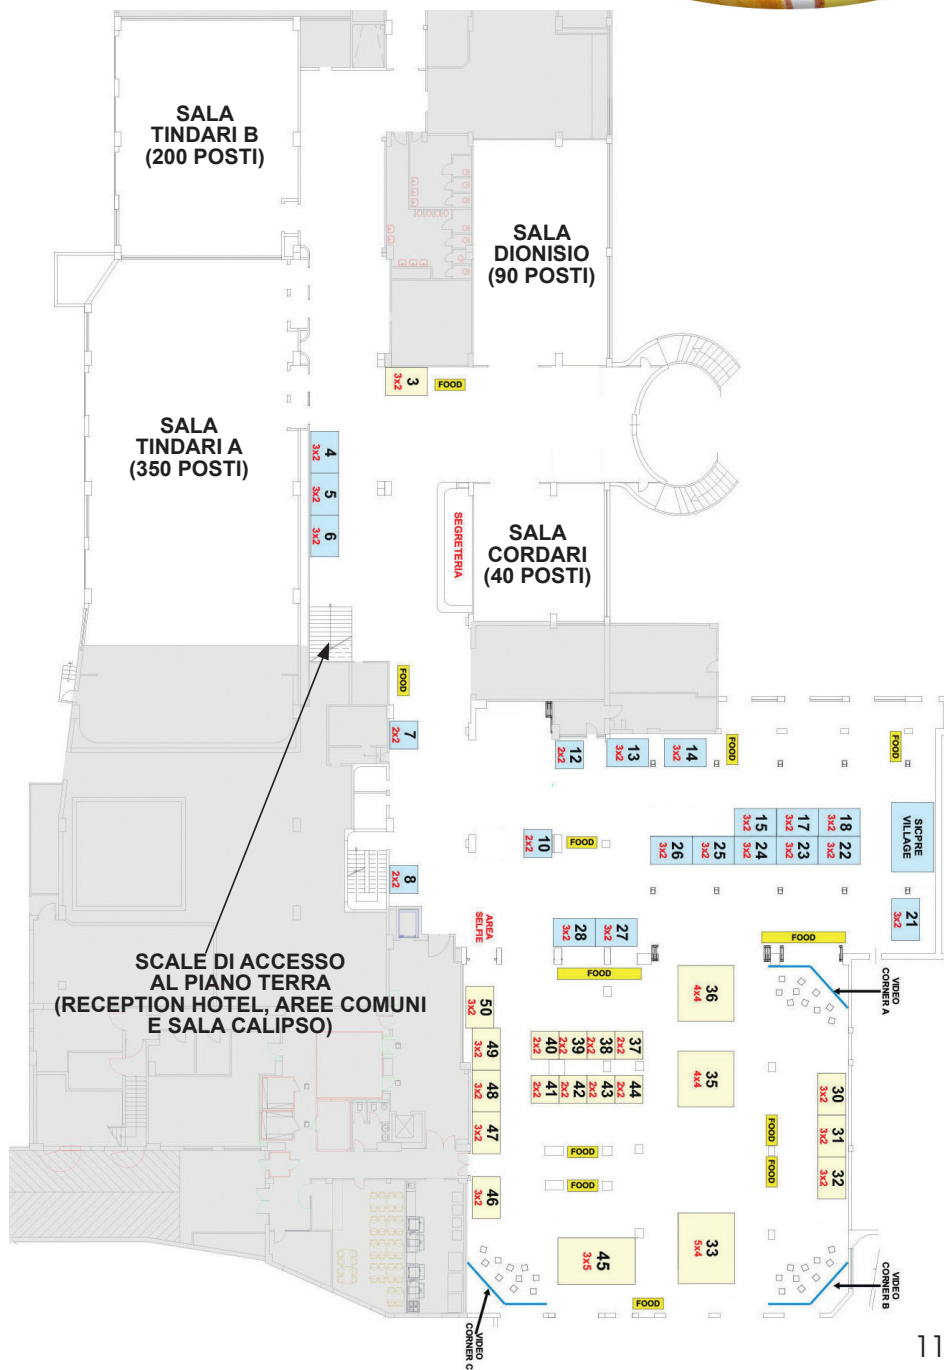 SALA
TINDARI B
(200 POSTI)
SALA
DIONISIO
(90 POSTI)
3
3x2
FOOD
SALA
TINDARI A
(350 POSTI)
4
3x2
5
3x2
6
3x2
SEGRETERIA
SALA
CORDARI
(40 POSTI)
FOOD
7
2x2
12
2x2
13
3x2
14
3x2
FOOD
FOOD
15
3x2
17
3x2
18
3x2
SICPRE
VILLAGE
10
2x2
FOOD
26
3x2
25
3x2
24
3x2
23
3x2
22
3x2
8
2x2
21
3x2
AREA
SELFIE
28
3x2
27
3x2
FOOD
SCALE DI ACCESSO
AL PIANO TERRA
(RECEPTION HOTEL, AREE COMUNI
E SALA CALIPSO)
FOOD
36
4x4
VIDEO
CORNER A
50
3x2
49
3x2
40
2x2
39
2x2
38
2x2
37
2x2
35
4x4
48
3x2
41
2x2
42
2x2
43
2x2
44
2x2
30
3x2
31
3x2
32
3x2
47
3x2
FOOD
FOOD
FOOD
FOOD
46
3x2
45
3x5
33
5x4
VIDEO
CORNER B
FOOD
VIDEO
CORNER C
11